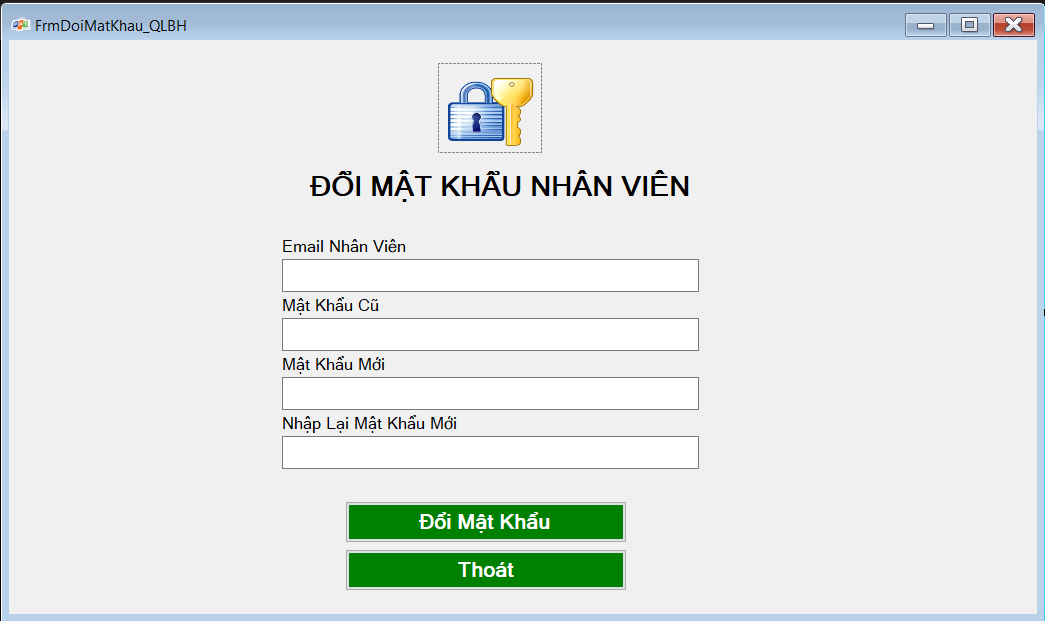 FrmDoiMatKhau_QLBH
ĐỔI MẬT KHẨU NHÂN VIÊN
Email Nhân Viên
Mật Khẩu Cũ
Mật Khẩu Mới
Nhập Lại Mật Khẩu Mới
Đổi Mật Khẩu
Thoát